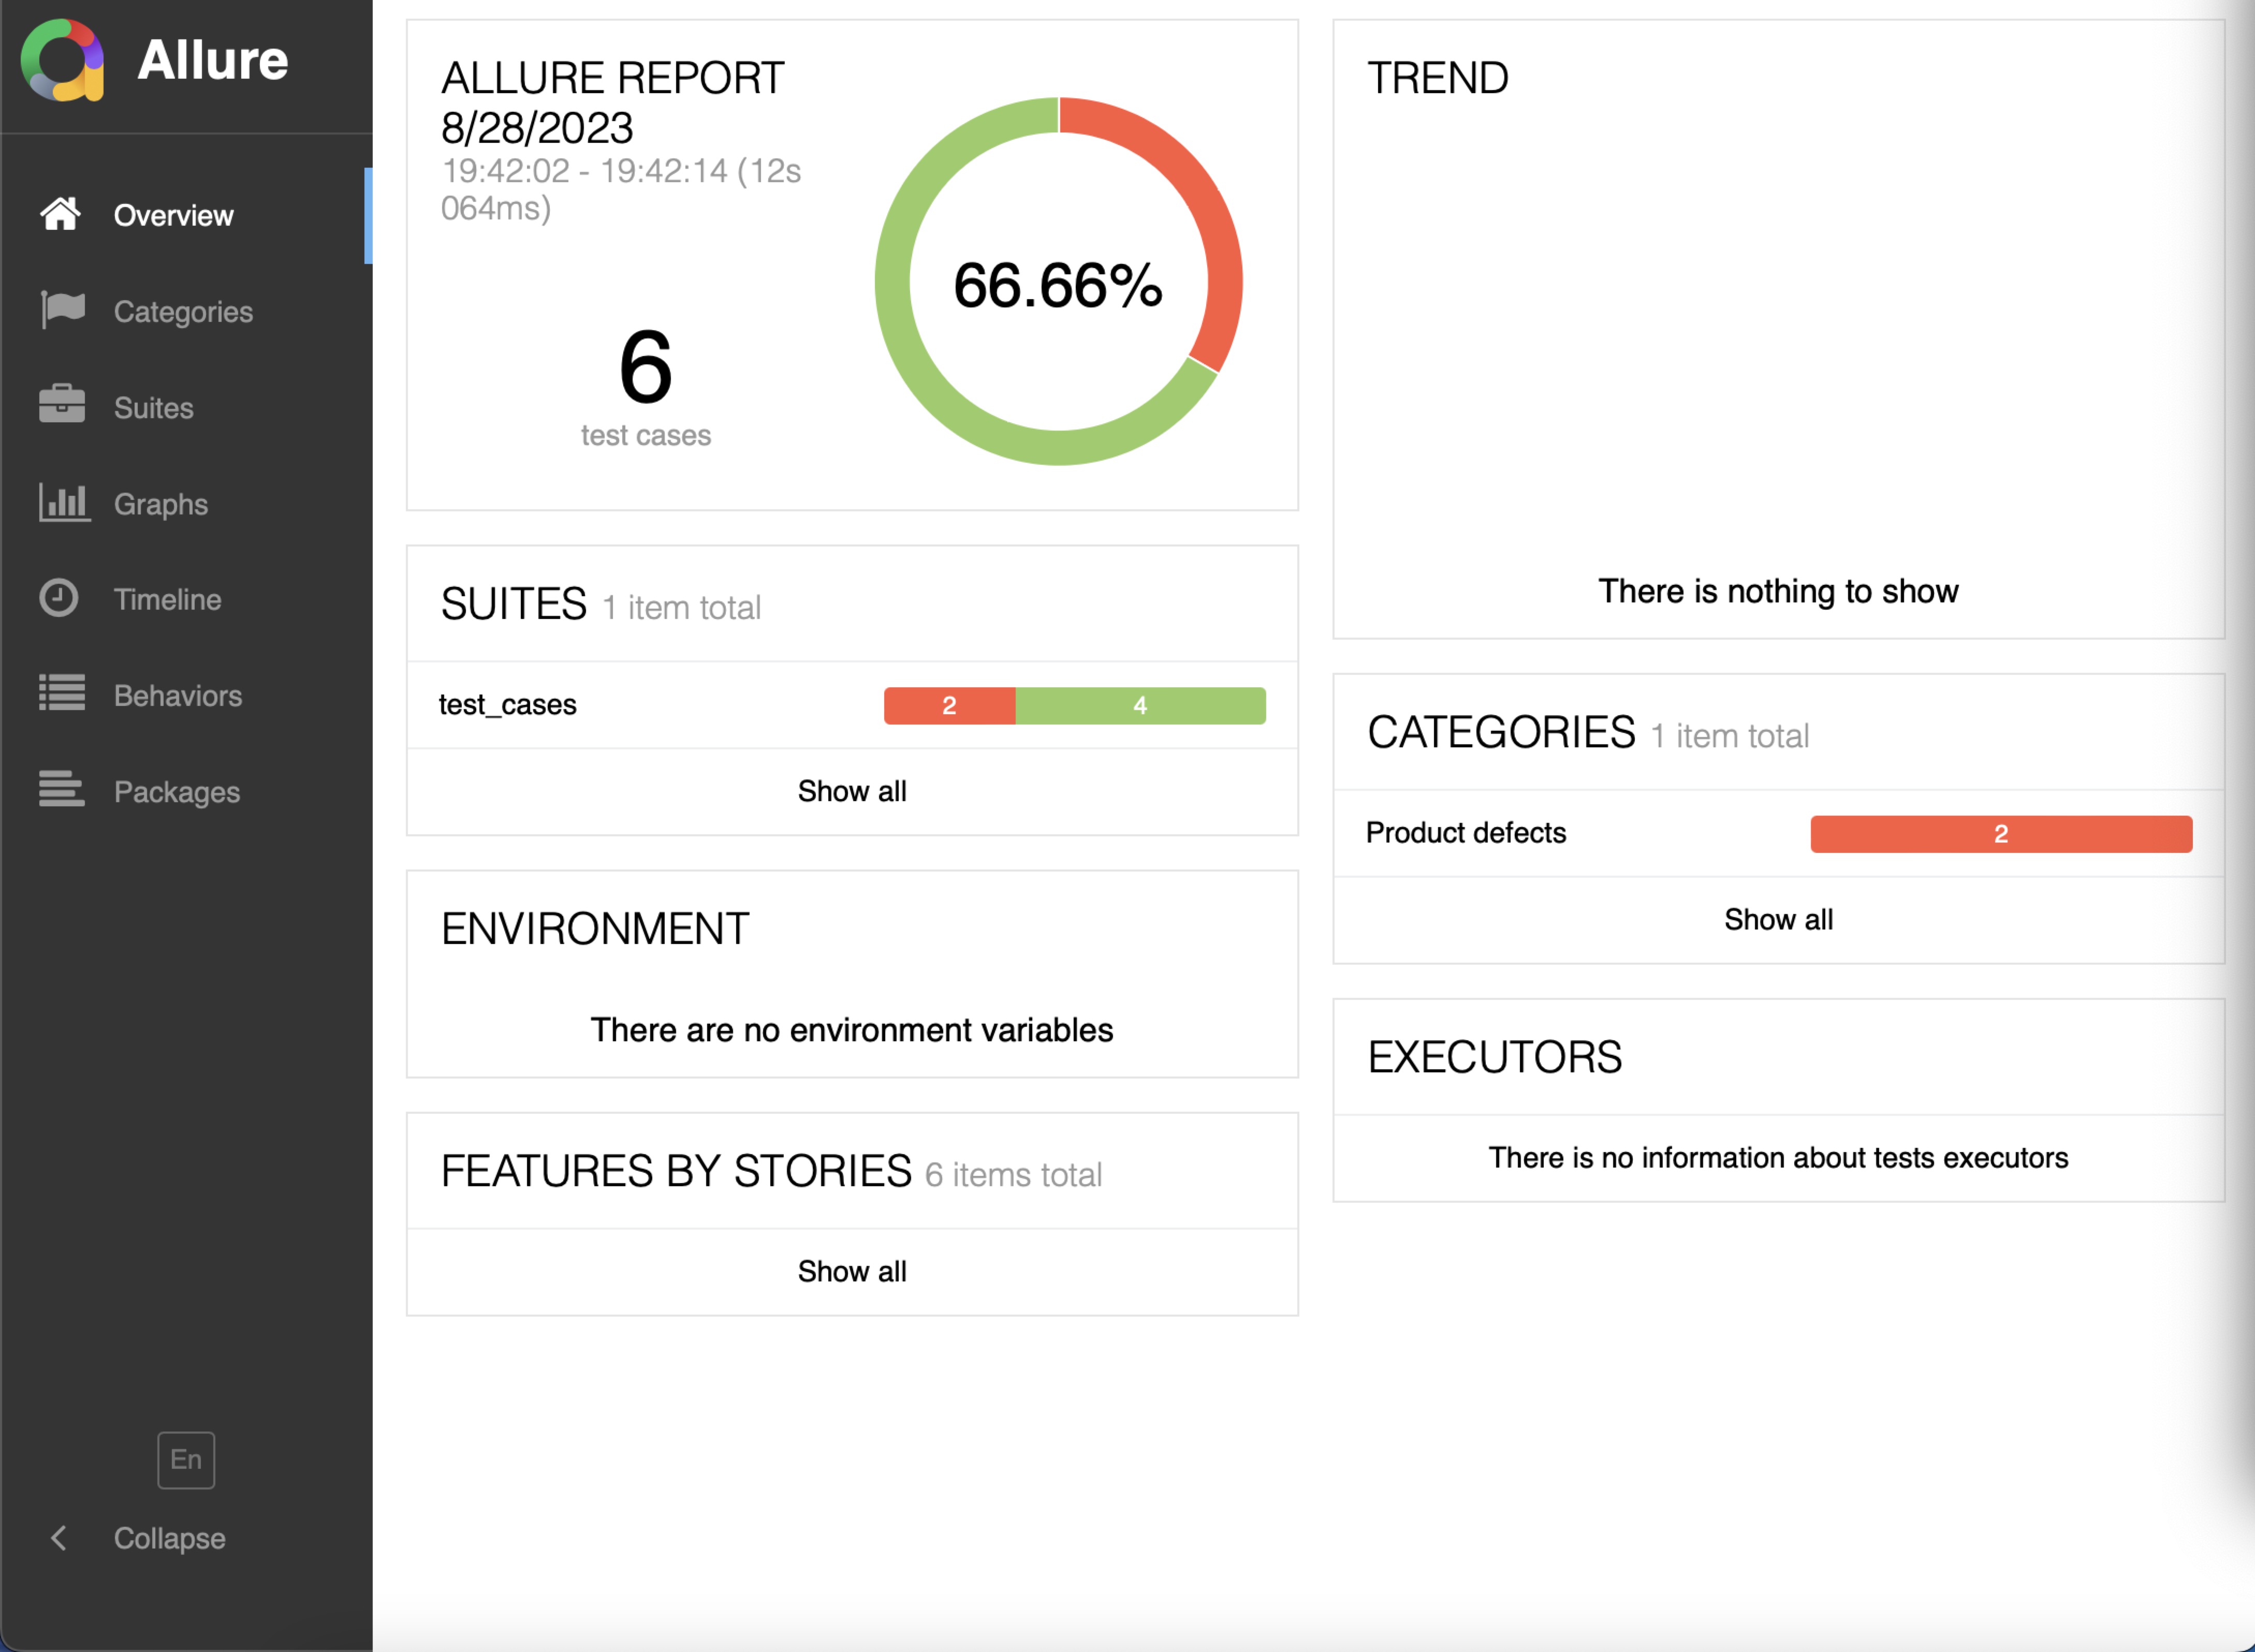 Allure
Overview
Categories
Suites
Graphs
Timeline
Behaviors
Packages
En
Collapse
ALLURE REPORT
8/28/2023
19:42:02 - 19:42:14 (12s
064ms)
6
test cases
66.66%
SUITES 1 item total
test_cases 2 4
Show all
ENVIRONMENT
There are no environment variables
FEATURES BY STORIES 6 items total
Show all
TREND
There is nothing to show
CATEGORIES 1 item total
Product defects 2
Show all
EXECUTORS
There is no information about tests executors